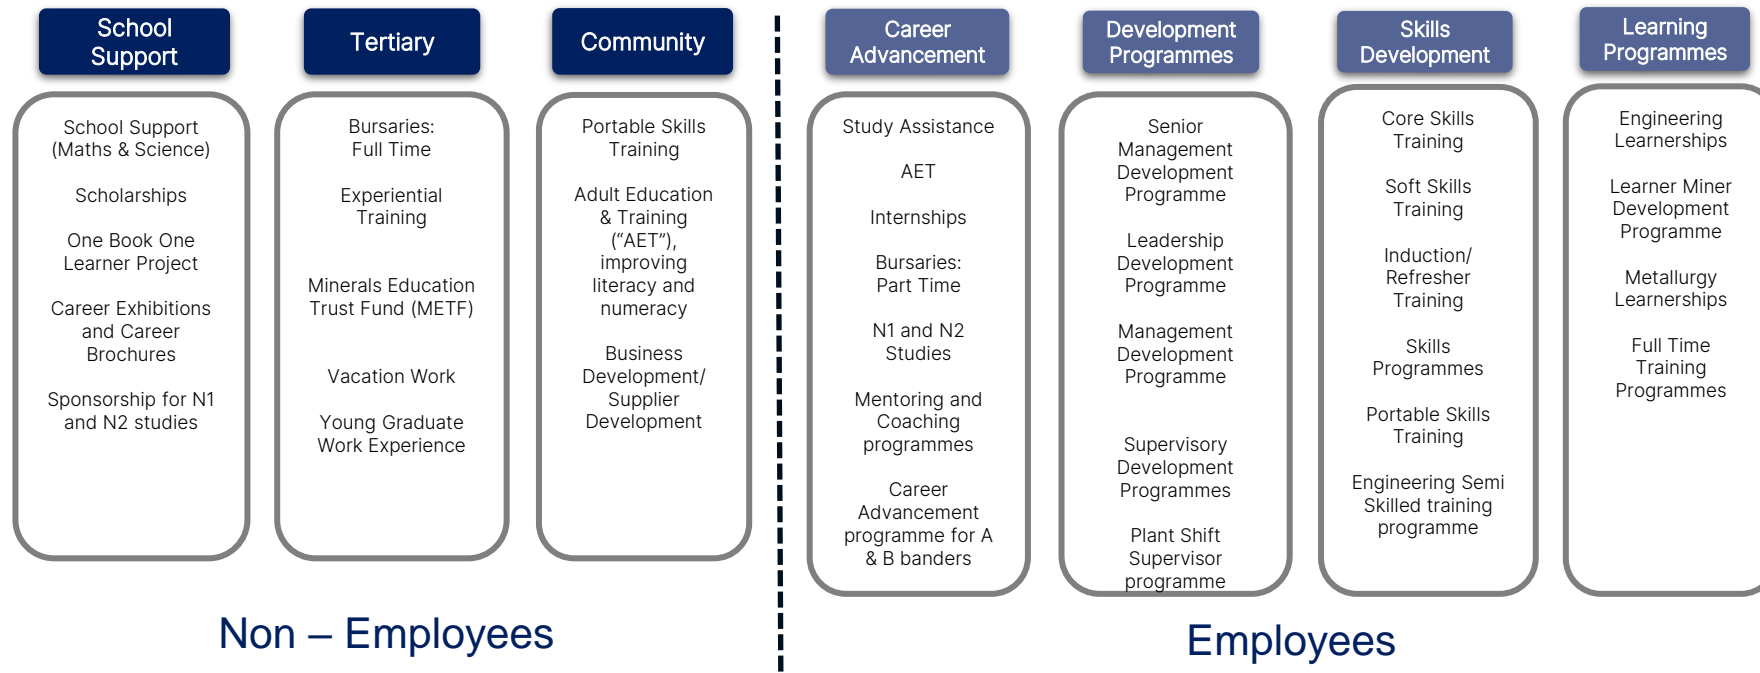 School
Support
School Support
(Maths & Science)
Scholarships
One Book One
Learner Project
Career Exhibitions
and Career
Brochures
Sponsorship for N1
and N2 studies
Tertiary
Bursaries:
Full Time
Experiential
Training
Minerals Education
Trust Fund (METF)
Vacation Work
Young Graduate
Work Experience
Community
Portable Skills
Training
Adult Education
& Training
(“AET”),
improving
literacy and
numeracy
Business
Development/
Supplier
Development
Non – Employees
Career
Advancement
Study Assistance
AET
Internships
Bursaries:
Part Time
N1 and N2
Studies
Mentoring and
Coaching
programmes
Career
Advancement
programme for A
& B banders
Development
Programmes
Senior
Management
Development
Programme
Leadership
Development
Programme
Management
Development
Programme
Supervisory
Development
Programmes
Plant Shift
Supervisor
programme
Skills
Development
Core Skills
Training
Soft Skills
Training
Induction/
Refresher
Training
Skills
Programmes
Portable Skills
Training
Engineering Semi
Skilled training
programme
Learning
Programmes
Engineering
Learnerships
Learner Miner
Development
Programme
Metallurgy
Learnerships
Full Time
Training
Programmes
Employees